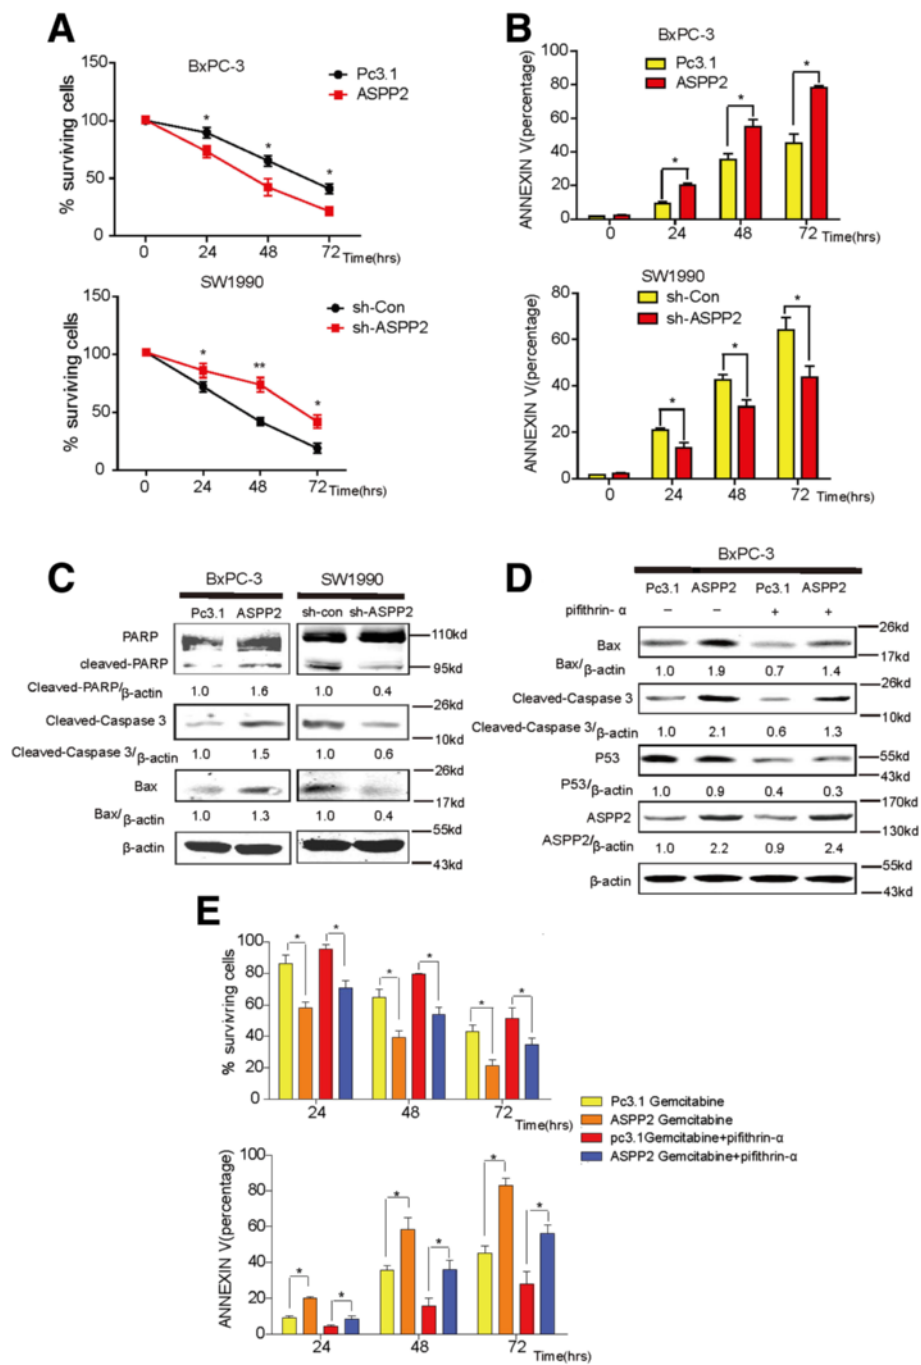 A
BxPC-3
150
100
50
0
% surviving cells
Pc3.1
ASPP2
*
*
*
0 24 48 72 Time(hrs)
SW1990
150
100
50
0
% surviving cells
sh-Con
sh-ASPP2
*
**
*
0 24 48 72 Time(hrs)
B
BxPC-3
100
80
60
40
20
0
ANNEXIN V(percentage)
Pc3.1
ASPP2
*
*
*
0 24 48 72 Time(hrs)
SW1990
80
60
40
20
0
ANNEXIN V(percentage)
sh-Con
sh-ASPP2
*
*
*
0 24 48 72 Time(hrs)
C
BxPC-3 SW1990
Pc3.1 ASPP2 sh-con sh-ASPP2
PARP 110kd
cleaved-PARP 95kd
Cleaved-PARP/β-actin 1.0 1.6 1.0 0.4
26kd
Cleaved-Caspase 3
10kd
Cleaved-Caspase 3/β-actin 1.0 1.5 1.0 0.6
26kd
Bax
17kd
Bax/β-actin 1.0 1.3 1.0 0.4
55kd
β-actin
43kd
D
BxPC-3
Pc3.1 ASPP2 Pc3.1 ASPP2
pifithrin- α − − + +
26kd
Bax
17kd
Bax/β-actin 1.0 1.9 0.7 1.4
26kd
Cleaved-Caspase 3
10kd
Cleaved-Caspase 3/β-actin 1.0 2.1 0.6 1.3
P53 55kd
43kd
P53/β-actin 1.0 0.9 0.4 0.3
170kd
ASPP2
130kd
ASPP2/β-actin 1.0 2.2 0.9 2.4
55kd
β-actin
43kd
E
100
80
60
40
20
0
% survivring cells
* *
* *
* *
24 48 72
Time(hrs)
100
80
60
40
20
0
ANNEXIN V(percentage)
* *
* *
* *
24 48 72
Time(hrs)
Pc3.1 Gemcitabine
ASPP2 Gemcitabine
pc3.1Gemcitabine+pifithrin-α
ASPP2 Gemcitabine+pifithrin-α